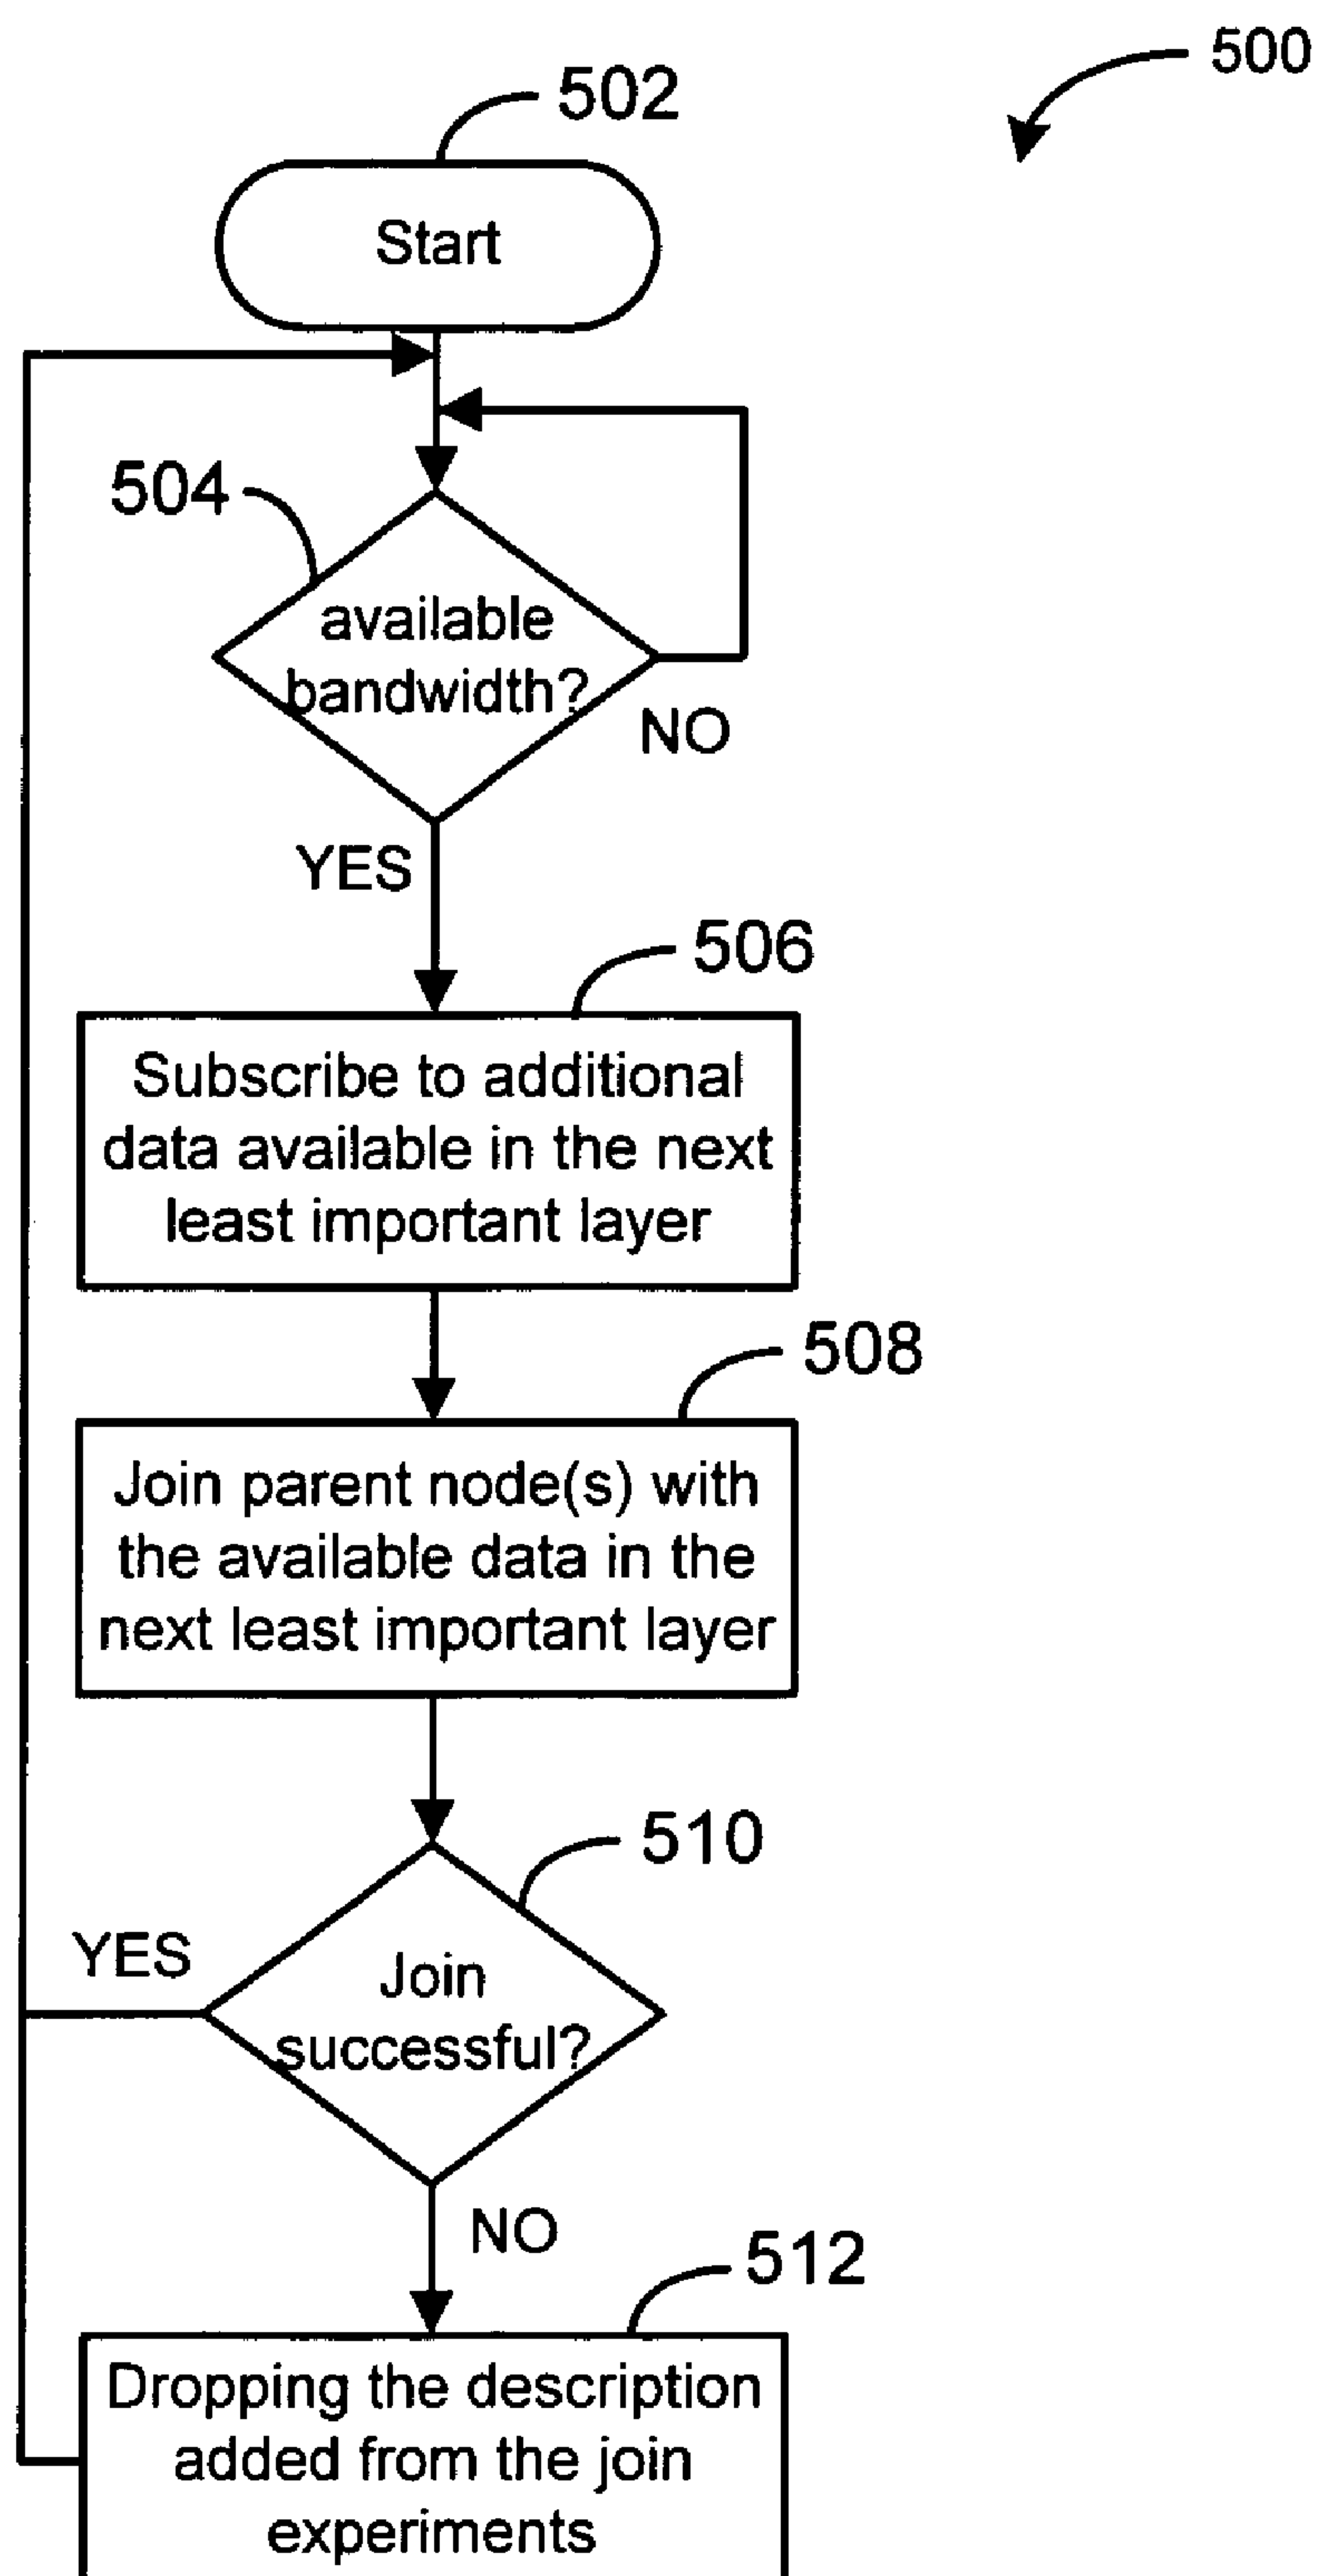 500
502
Start
504
available
bandwidth?
NO
YES
506
Subscribe to additional
data available in the next
least important layer
508
Join parent node(s) with
the available data in the
next least important layer
510
YES
Join
successful?
NO
512
Dropping the description
added from the join
experiments